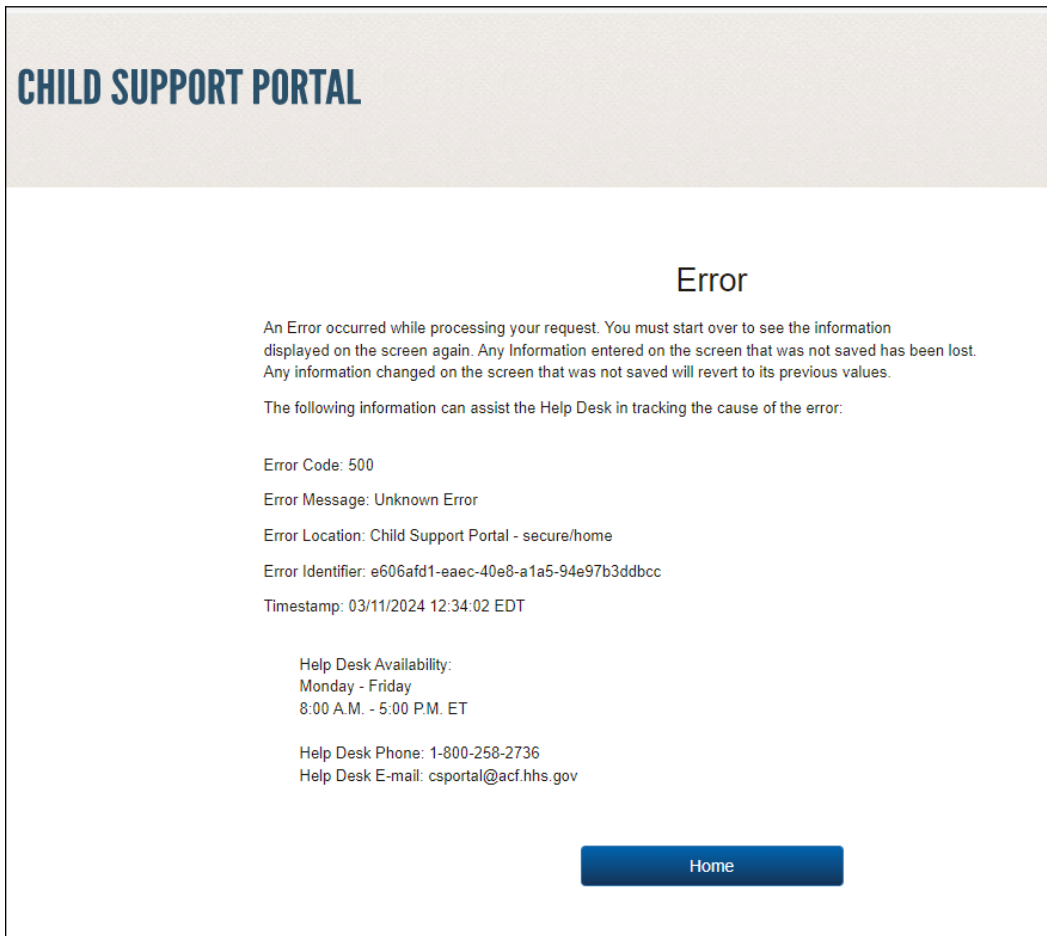 CHILD SUPPORT PORTAL
Error
An Error occurred while processing your request. You must start over to see the information
displayed on the screen again. Any Information entered on the screen that was not saved has been lost.
Any information changed on the screen that was not saved will revert to its previous values.
The following information can assist the Help Desk in tracking the cause of the error:
Error Code: 500
Error Message: Unknown Error
Error Location: Child Support Portal - secure/home
Error Identifier: e606afd1-eaec-40e8-a1a5-94e97b3ddbcc
Timestamp: 03/11/2024 12:34:02 EDT
Help Desk Availability:
Monday - Friday
8:00 A.M. - 5:00 P.M. ET
Help Desk Phone: 1-800-258-2736
Help Desk E-mail: csportal@acf.hhs.gov
Home